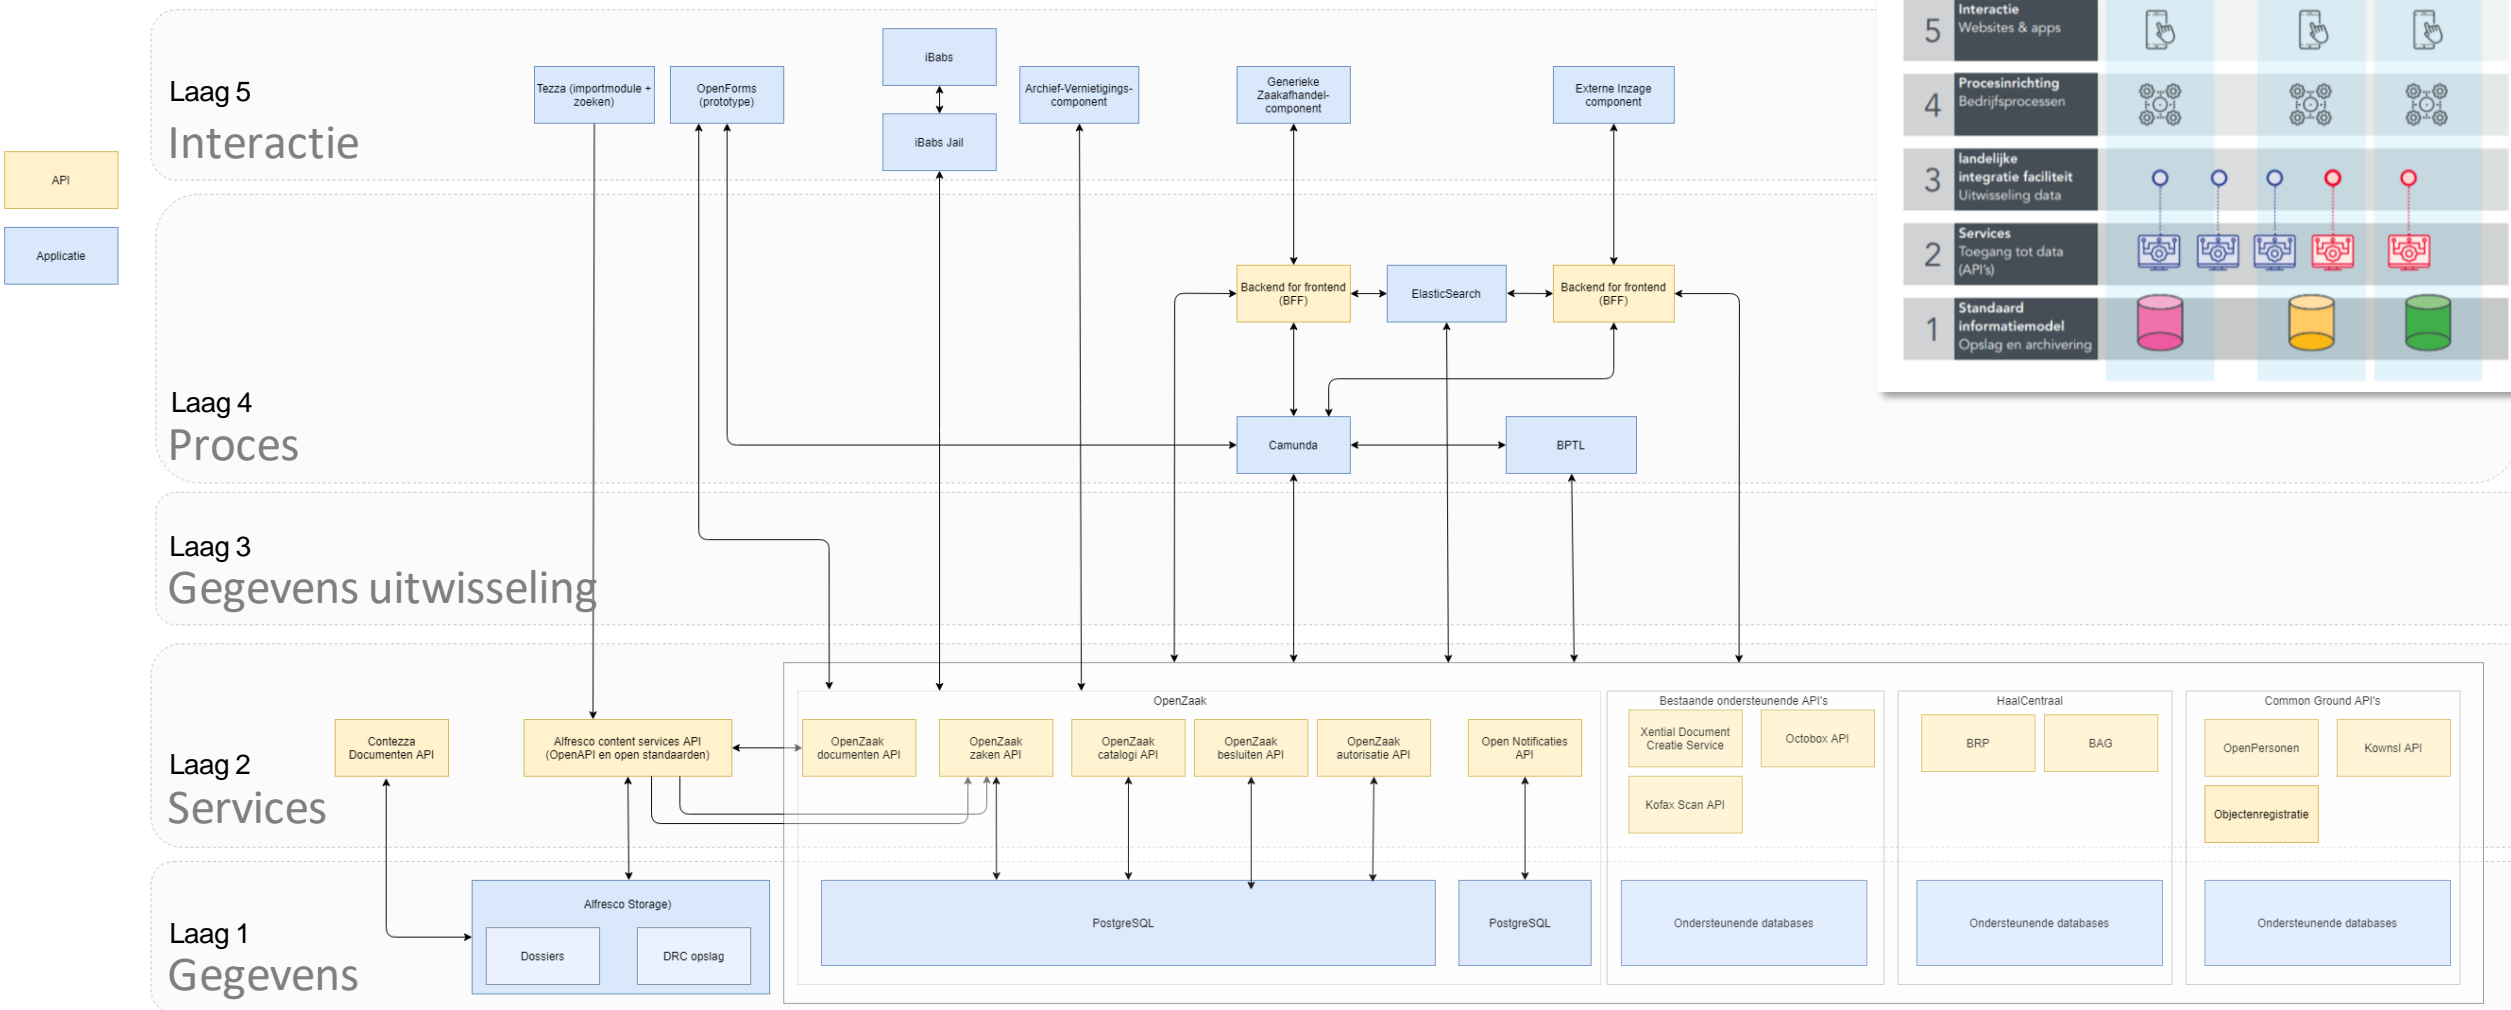 Laag 5
Interactie
API
Applicatie
Tezza (importmodule +
zoeken)
OpenForms
(prototype)
iBabs
iBabs Jail
Archief-Vernietigings-
component
Generieke
Zaakafhandel-
component
Externe Inzage
component
5
Interactie
Websites & apps
4
Procesinrichting
Bedrijfsprocessen
3
landelijke
integratie faciliteit
Uitwisseling data
2
Services
Toegang tot data
(API's)
1
Standaard
informatiemodel
Opslag en archivering
Laag 4
Proces
Backend for frontend
(BFF)
ElasticSearch
Backend for frontend
(BFF)
Camunda
BPTL
Laag 3
Gegevens uitwisseling
Laag 2
Services
Contezza
Documenten API
Alfresco content services API
(OpenAPI en open standaarden)
OpenZaak
OpenZaak
documenten API
OpenZaak
zaken API
OpenZaak
catalogi API
OpenZaak
besluiten API
OpenZaak
autorisatie API
Open Notificaties
API
Bestaande ondersteunende API's
Xential Document
Creatie Service
Octobox API
Kofax Scan API
HaalCentraal
BRP
BAG
Common Ground API's
OpenPersonen
Kownsl API
Objectenregistratie
Laag 1
Gegevens
Alfresco Storage)
Dossiers
DRC opslag
PostgreSQL
PostgreSQL
Ondersteunende databases
Ondersteunende databases
Ondersteunende databases